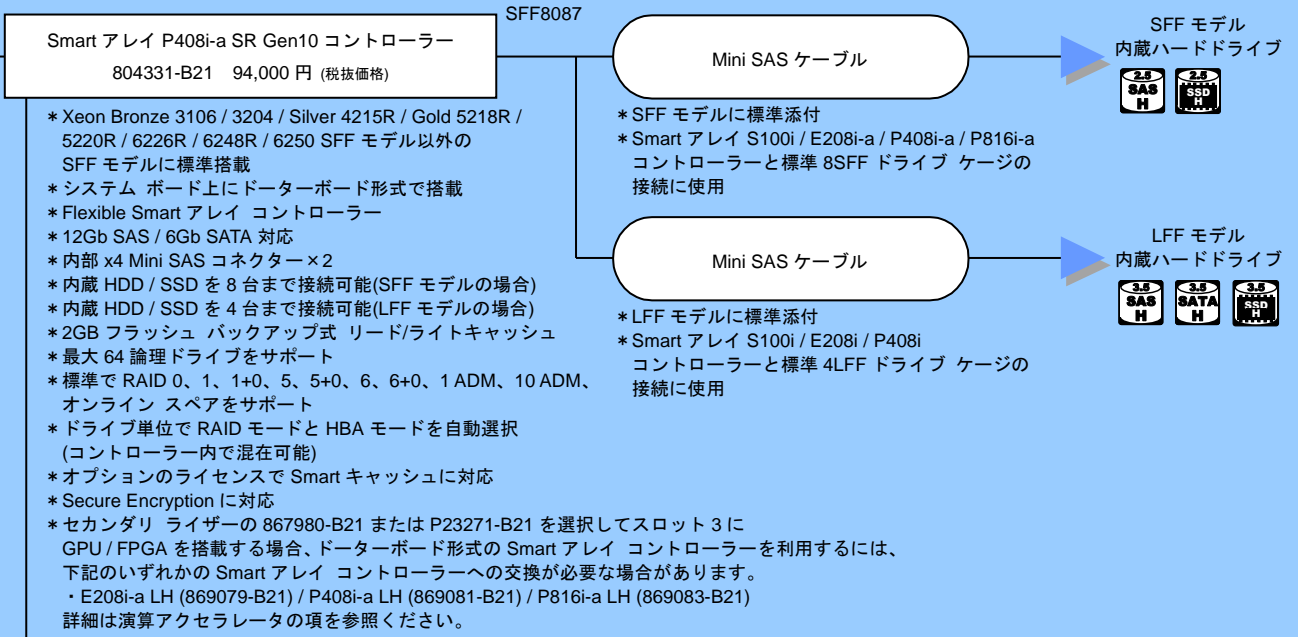 SFF8087
Smart アレイ P408i-a SR Gen10 コントローラー
804331-B21 94,000 円 (税抜価格)
＊Xeon Bronze 3106 / 3204 / Silver 4215R / Gold 5218R /
5220R / 6226R / 6248R / 6250 SFF モデル以外の
SFF モデルに標準搭載
＊システム ボード上にドーターボード形式で搭載
＊Flexible Smart アレイ コントローラー
＊12Gb SAS / 6Gb SATA 対応
＊内部 x4 Mini SAS コネクター×2
＊内蔵 HDD / SSD を 8 台まで接続可能(SFF モデルの場合)
＊内蔵 HDD / SSD を 4 台まで接続可能(LFF モデルの場合)
＊2GB フラッシュ バックアップ式 リード/ライトキャッシュ
＊最大 64 論理ドライブをサポート
＊標準で RAID 0、1、1+0、5、5+0、6、6+0、1 ADM、10 ADM、
オンライン スペアをサポート
＊ドライブ単位で RAID モードと HBA モードを自動選択
(コントローラー内で混在可能)
＊オプションのライセンスで Smart キャッシュに対応
＊Secure Encryption に対応
＊セカンダリ ライザーの 867980-B21 または P23271-B21 を選択してスロット 3 に
GPU / FPGA を搭載する場合、ドーターボード形式の Smart アレイ コントローラーを利用するには、
下記のいずれかの Smart アレイ コントローラーへの交換が必要な場合があります。
・E208i-a LH (869079-B21) / P408i-a LH (869081-B21) / P816i-a LH (869083-B21)
詳細は演算アクセラレータの項を参照ください。
Mini SAS ケーブル
＊SFF モデルに標準添付
＊Smart アレイ S100i / E208i-a / P408i-a / P816i-a
コントローラーと標準 8SFF ドライブ ケージの
接続に使用
SFF モデル
内蔵ハードドライブ
2.5 SAS H
2.5 SSD H
Mini SAS ケーブル
＊LFF モデルに標準添付
＊Smart アレイ S100i / E208i / P408i
コントローラーと標準 4LFF ドライブ ケージの
接続に使用
LFF モデル
内蔵ハードドライブ
3.5 SAS H
3.5 SATA H
3.5 SSD H